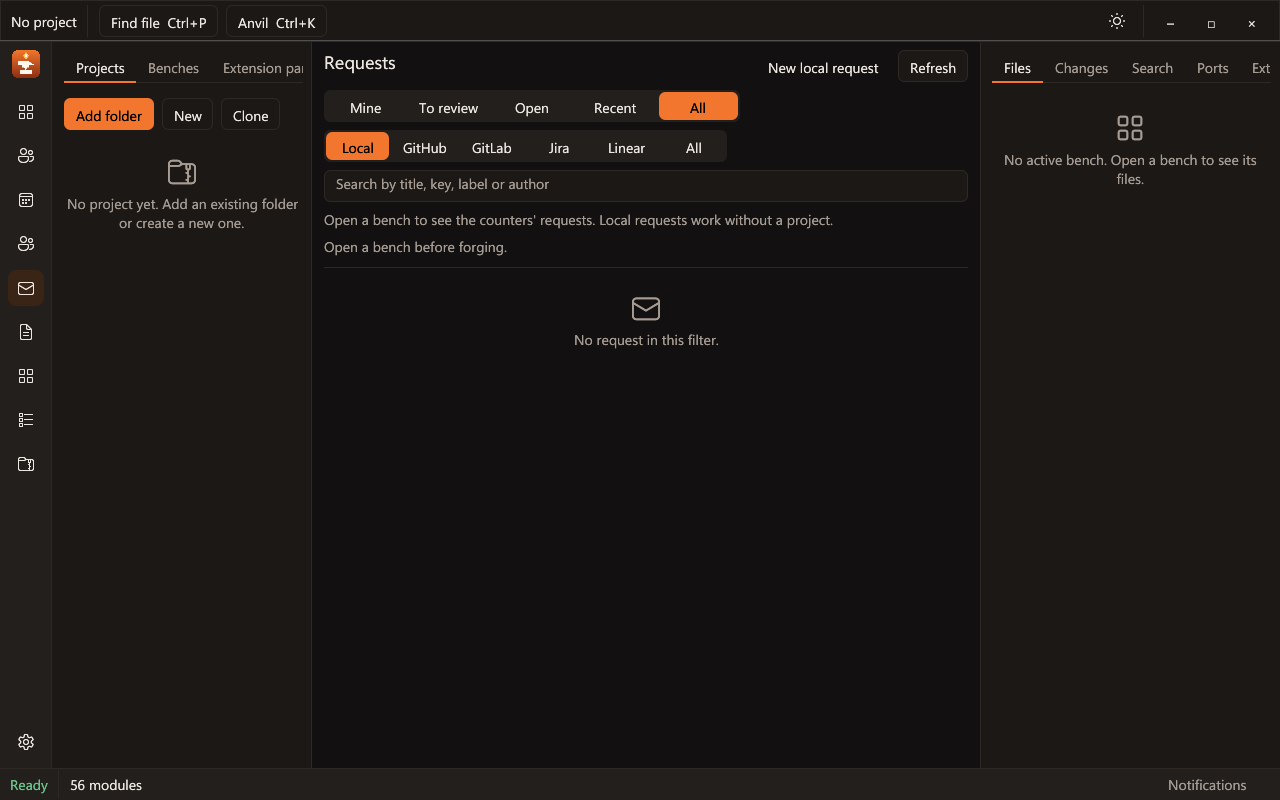 No project
Find file Ctrl+P
Anvil Ctrl+K
Projects
Benches
Extension par
Add folder
New
Clone
No project yet. Add an existing folder
or create a new one.
Requests
New local request
Refresh
Mine
To review
Open
Recent
All
Local
GitHub
GitLab
Jira
Linear
All
Search by title, key, label or author
Open a bench to see the counters' requests. Local requests work without a project.
Open a bench before forging.
No request in this filter.
Files
Changes
Search
Ports
Ext
No active bench. Open a bench to see its
files.
Ready
56 modules
Notifications